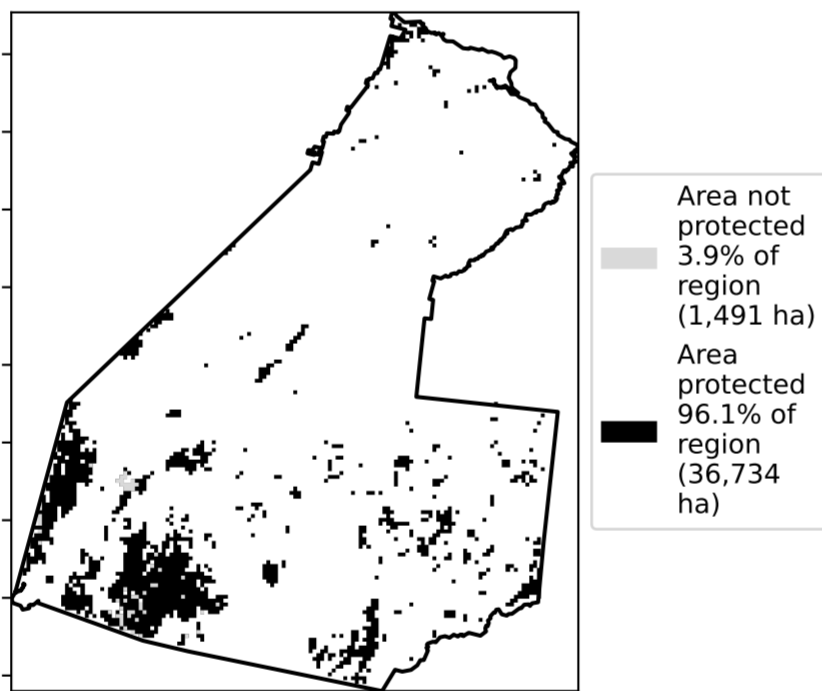 Area not
protected
3.9% of
region
(1,491 ha)
Area
protected
96.1% of
region
(36,734
ha)